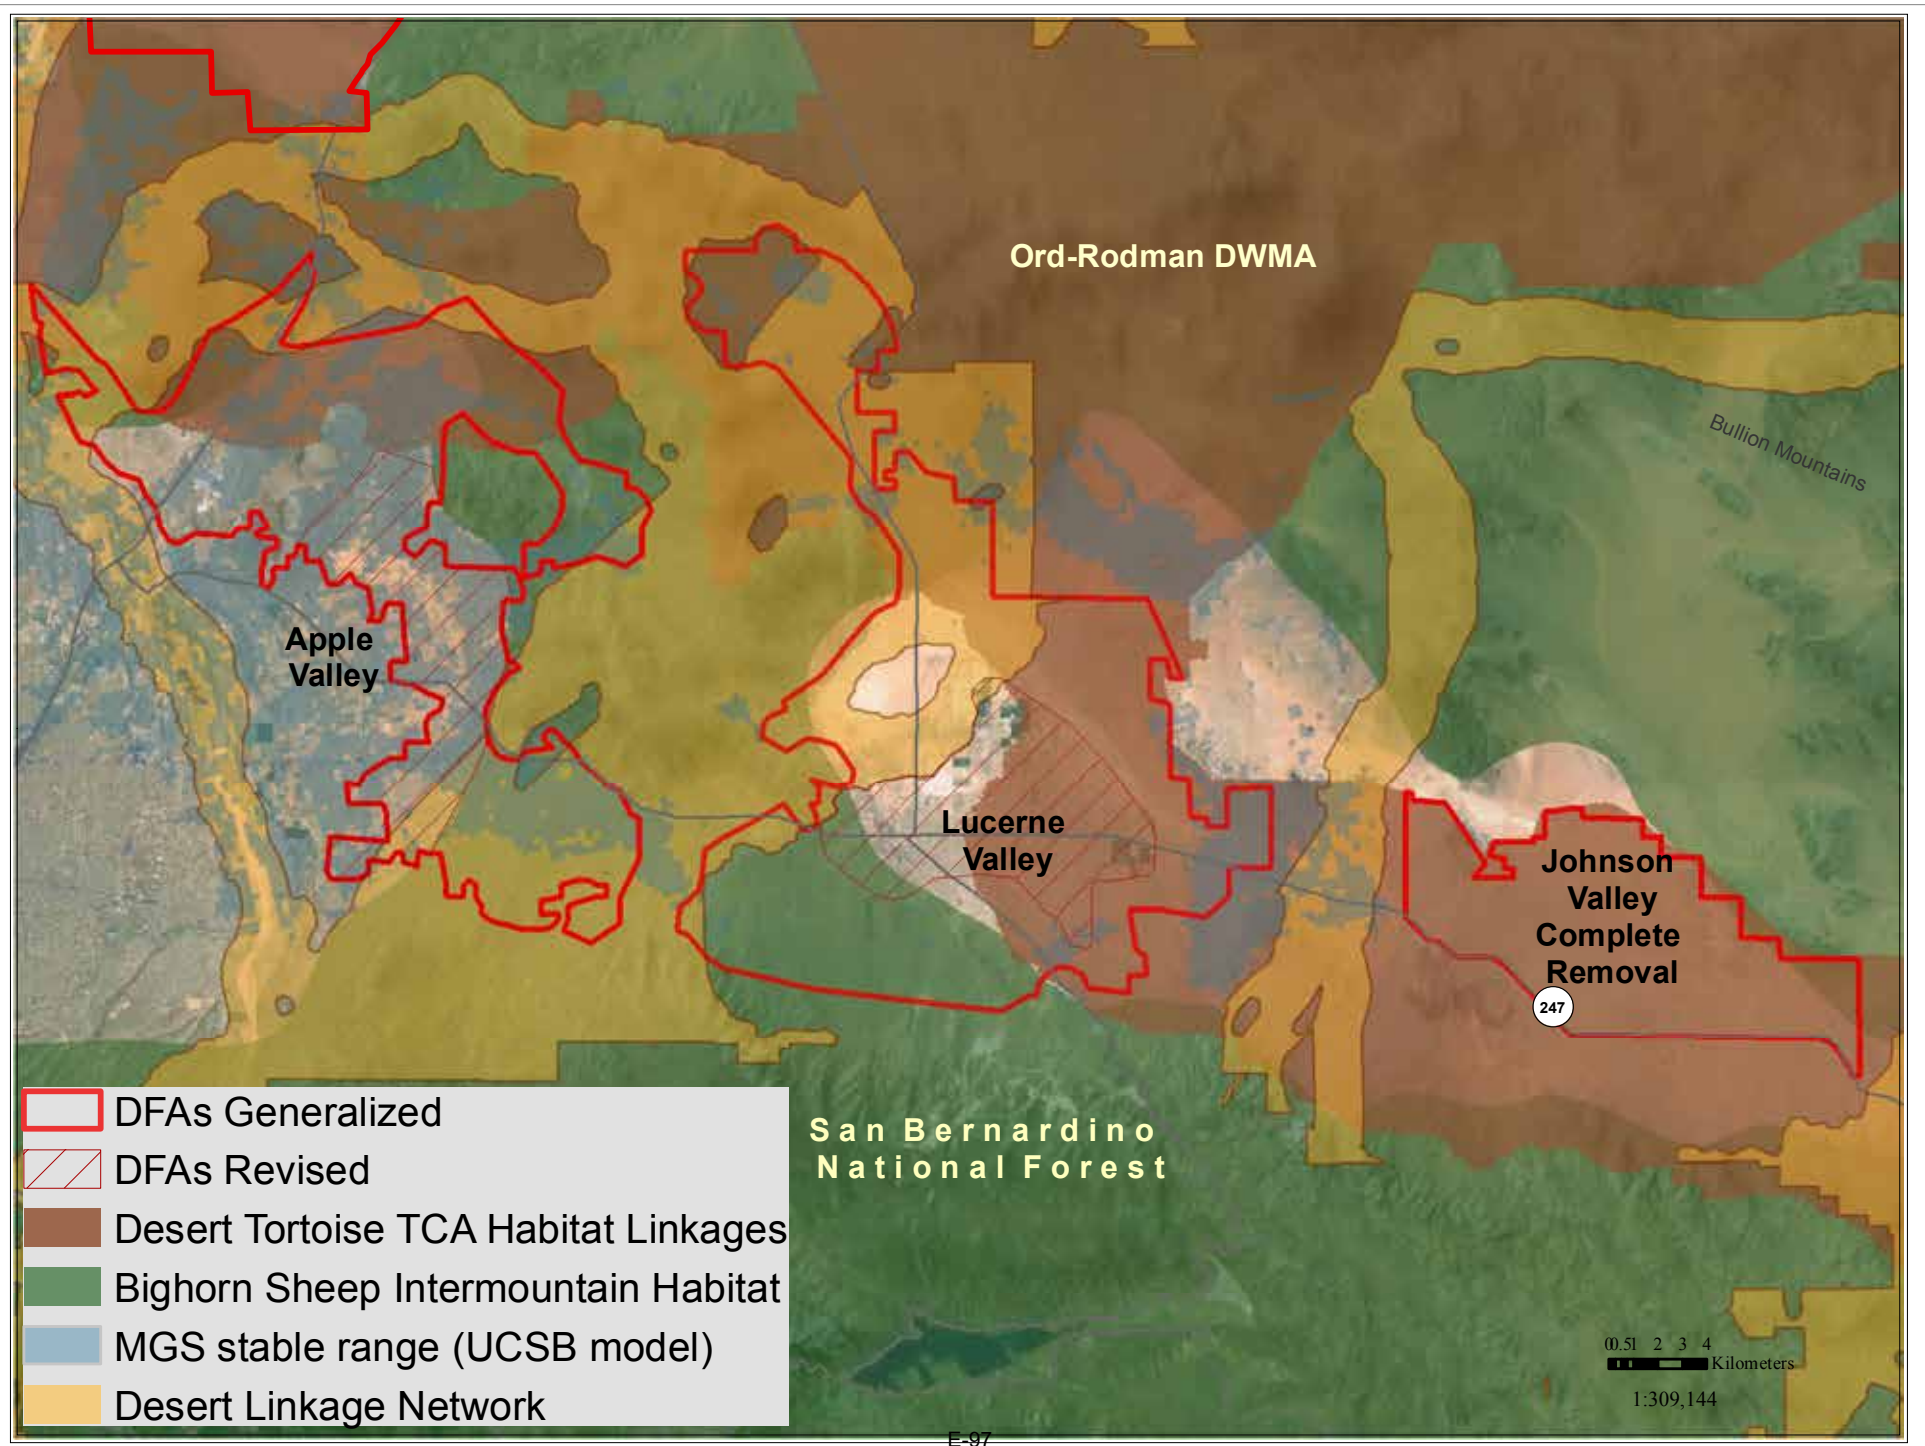 Ord-Rodman DWMA
Bullion Mountains
Apple
Valley
Lucerne
Valley
Johnson
Valley
Complete
Removal
247
San Bernardino
National Forest
DFAs Generalized
DFAs Revised
Desert Tortoise TCA Habitat Linkages
Bighorn Sheep Intermountain Habitat
MGS stable range (UCSB model)
Desert Linkage Network
0 0.5 1 2 3 4
Kilometers
1:309,144
E-97